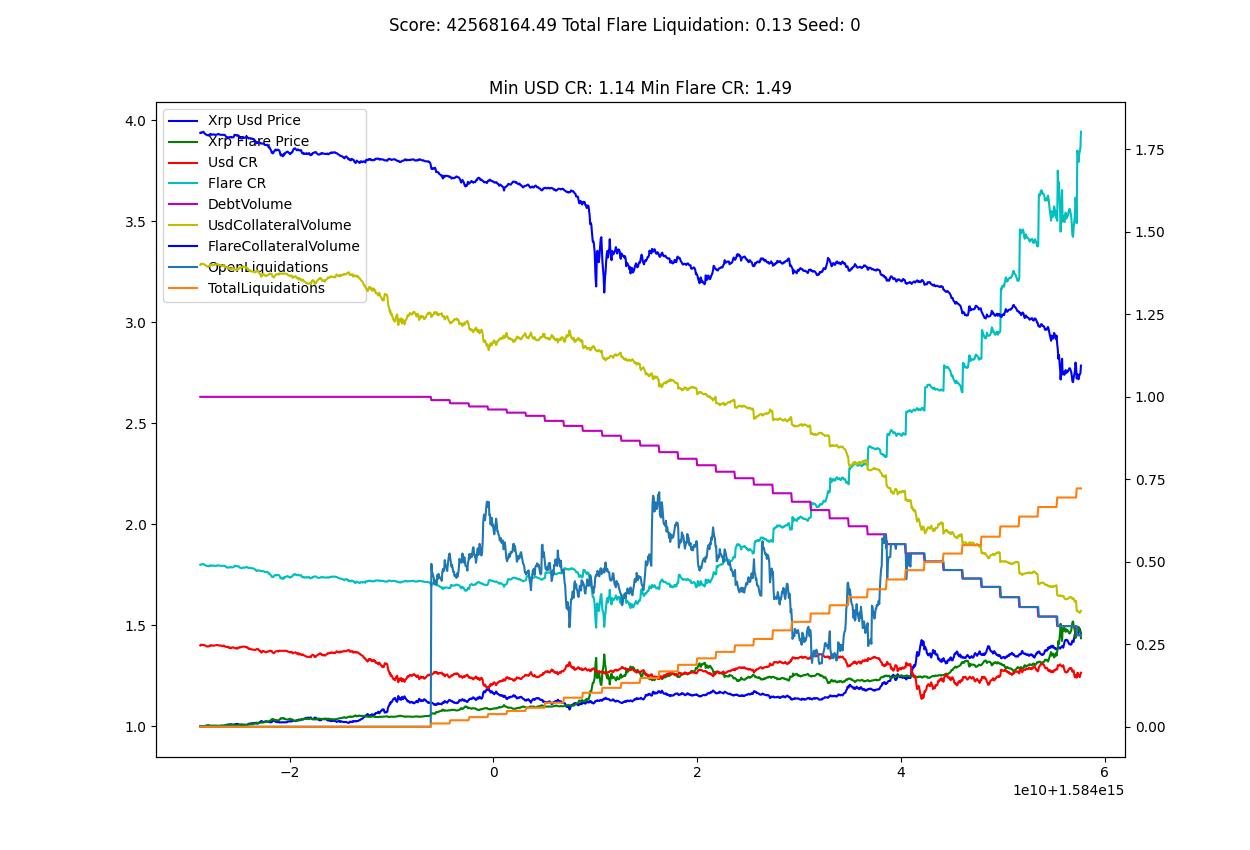 Score: 42568164.49 Total Flare Liquidation: 0.13 Seed: 0
Min USD CR: 1.14 Min Flare CR: 1.49
Xrp Usd Price
Xrp Flare Price
Usd CR
Flare CR
DebtVolume
UsdCollateralVolume
FlareCollateralVolume
OpenLiquidations
TotalLiquidations
4.0
3.5
3.0
2.5
2.0
1.5
1.0
1.75
1.50
1.25
1.00
0.75
0.50
0.25
0.00
−2 0 2 4 6
1e10+1.584e15